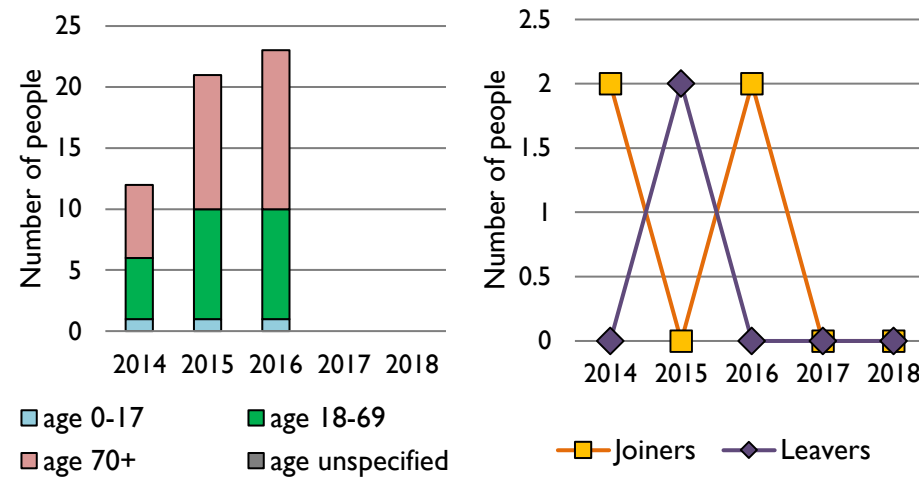 Number of people
25
20
15
10
5
0
2014 2015 2016 2017 2018
age 0-17 age 18-69
age 70+ age unspecified
Number of people
2.5
2
1.5
1
0.5
0
2014 2015 2016 2017 2018
Joiners Leavers